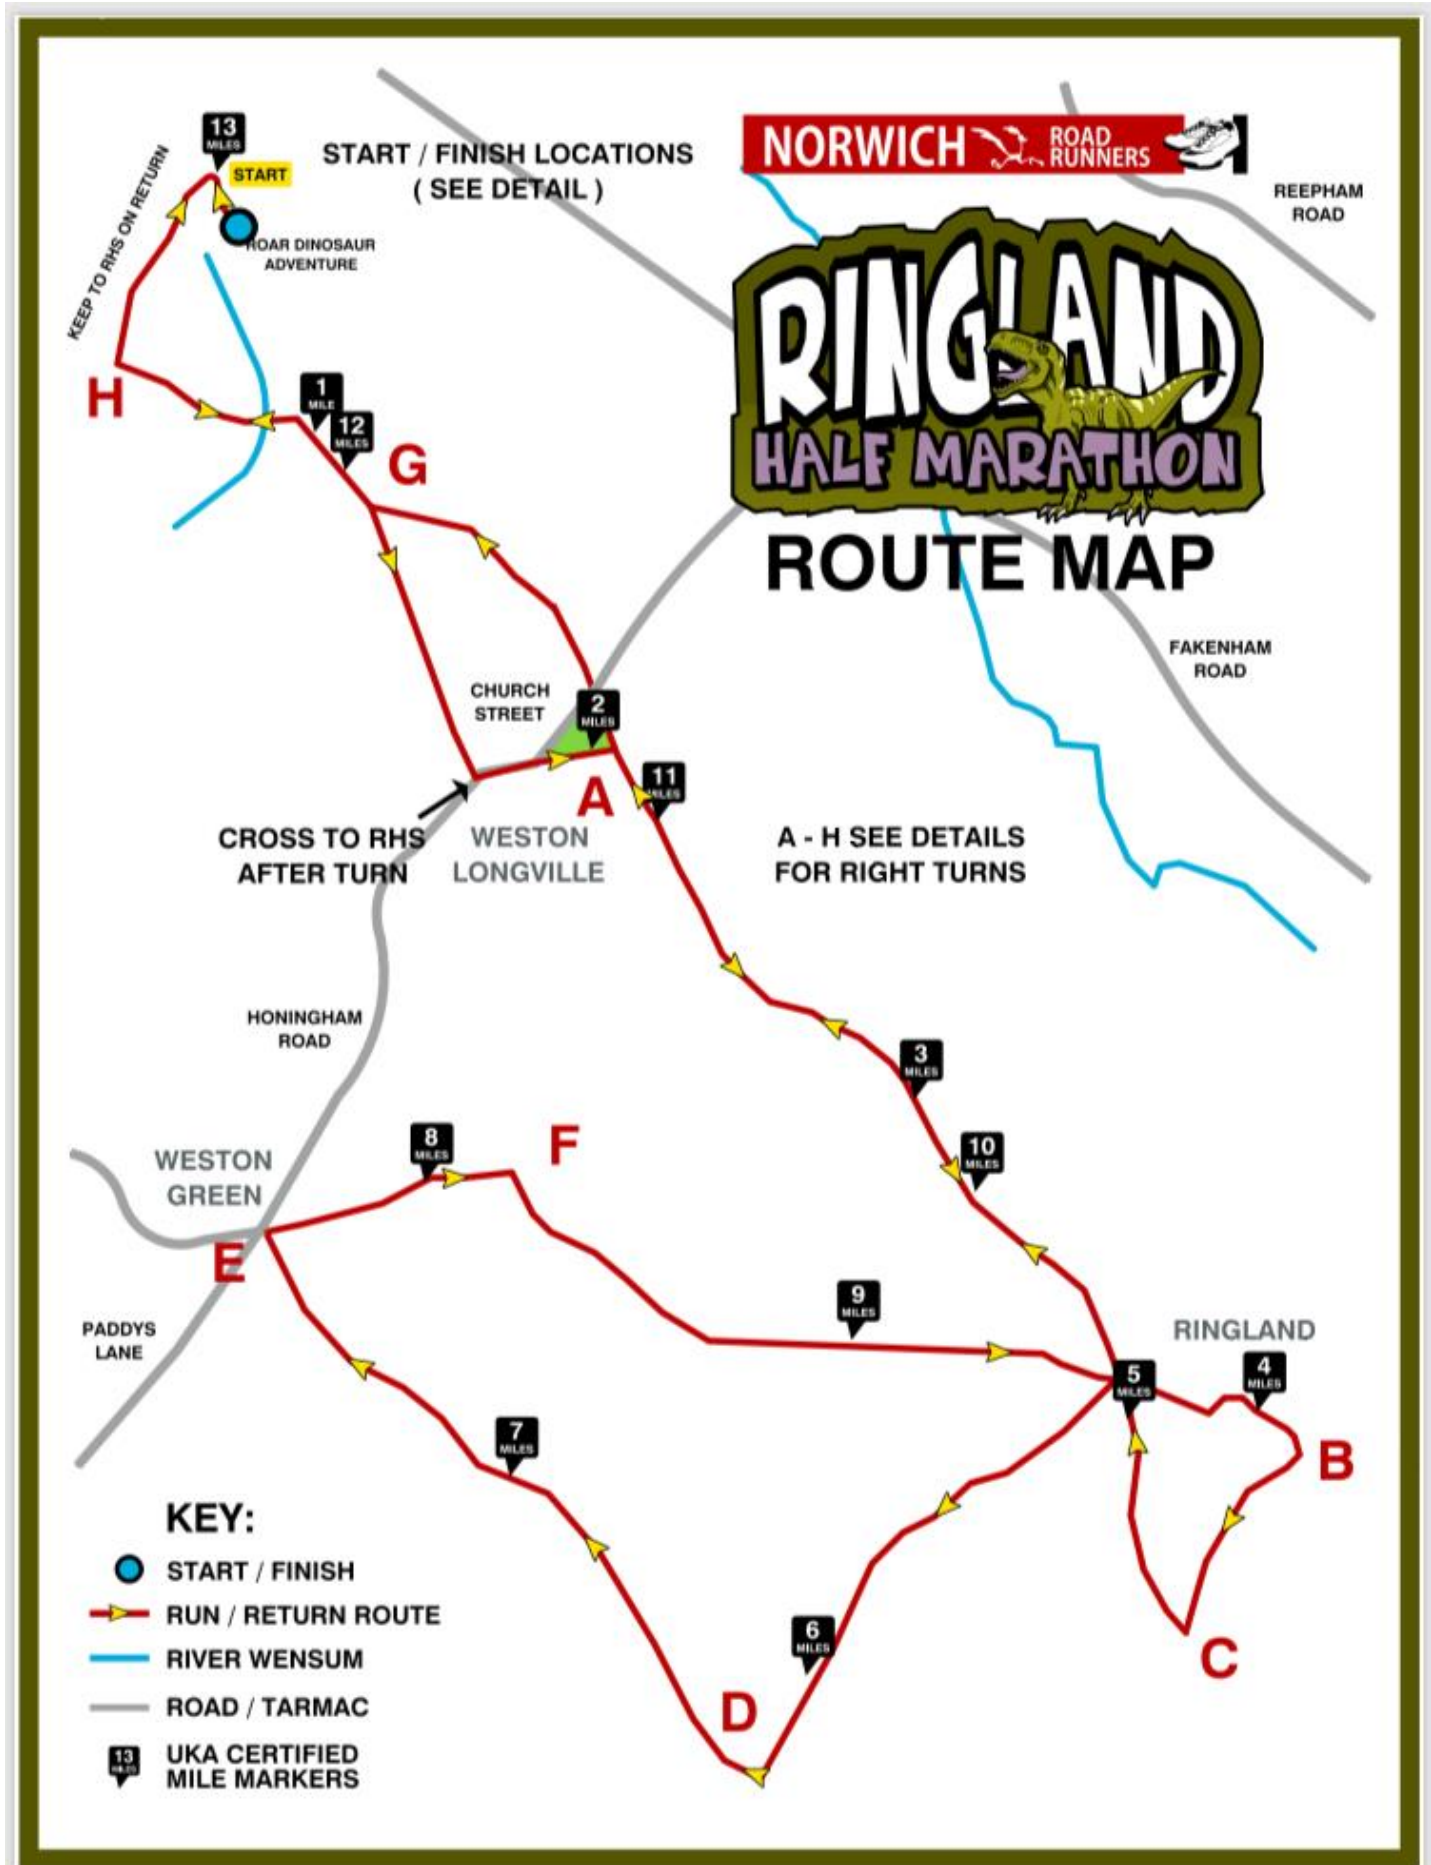 NORWICH
ROAD
RUNNERS
13
MILES
START
START / FINISH LOCATIONS
( SEE DETAIL )
REEPHAM
ROAD
KEEP TO RHS ON RETURN
ROAR DINOSAUR
ADVENTURE
RINGLAND
HALF MARATHON
ROUTE MAP
H
1
MILE
12
MILES
G
FAKENHAM
ROAD
CHURCH
STREET
2
MILES
A
11
MILES
CROSS TO RHS
AFTER TURN
WESTON
LONGVILLE
A - H SEE DETAILS
FOR RIGHT TURNS
HONINGHAM
ROAD
3
MILES
10
MILES
8
MILES
F
WESTON
GREEN
E
9
MILES
PADDYS
LANE
RINGLAND
5
MILES
4
MILES
7
MILES
B
C
6
MILES
D
KEY:
START / FINISH
RUN / RETURN ROUTE
RIVER WENSUM
ROAD / TARMAC
13
MILES
UKA CERTIFIED
MILE MARKERS